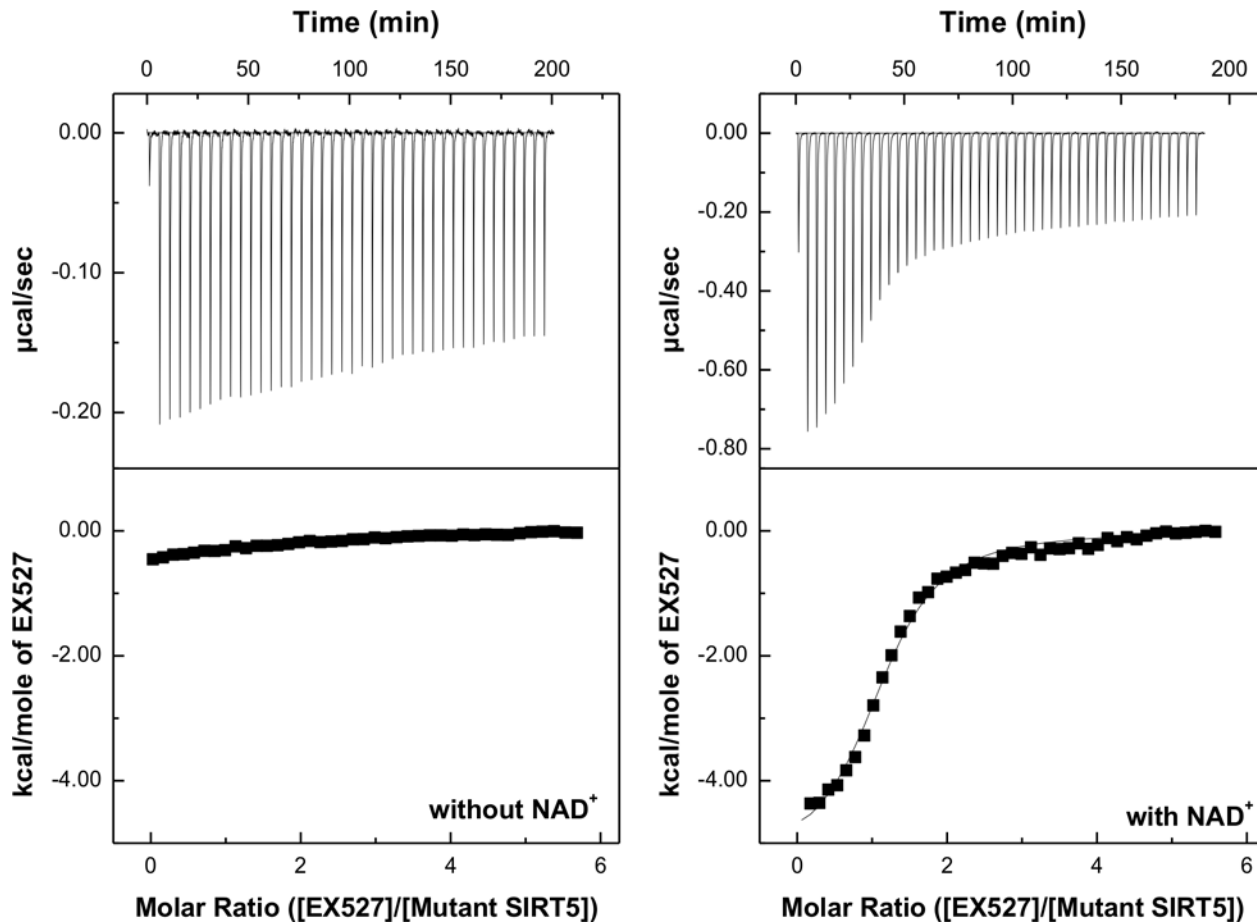 Time (min)
0 50 100 150 200
0.00
-0.10
-0.20
µcal/sec
0.00
-2.00
-4.00
kcal/mole of EX527
without NAD⁺
0 2 4 6
Molar Ratio ([EX527]/[Mutant SIRT5])
Time (min)
0 50 100 150 200
0.00
-0.20
-0.40
-0.60
-0.80
µcal/sec
0.00
-2.00
-4.00
kcal/mole of EX527
with NAD⁺
0 2 4 6
Molar Ratio ([EX527]/[Mutant SIRT5])